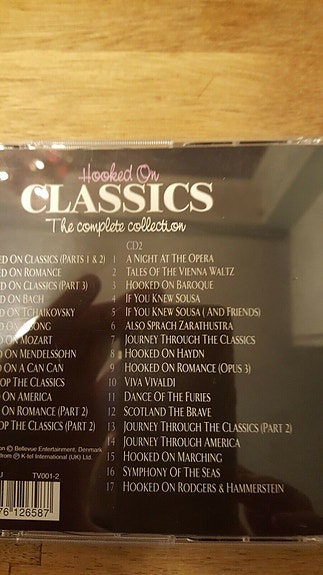 Hooked On
CLASSICS
The complete collection
CD2
ED ON CLASSICS (PARTS 1 & 2) 1 A NIGHT AT THE OPERA
ED ON ROMANCE 2 TALES OF THE VIENNA WALTZ
ED ON CLASSICS (PART 3) 3 HOOKED ON BAROQUE
ED ON BACH 4 IF YOU KNEW SOUSA
D ON TCHAIKOVSKY 5 IF YOU KNEW SOUSA ( AND FRIENDS)
D ON SONG 6 ALSO SPRACH ZARATHUSTRA
ON MOZART 7 JOURNEY THROUGH THE CLASSICS
ON MENDELSSOHN 8 HOOKED ON HAYDN
ON A CAN CAN 9 HOOKED ON ROMANCE (OPUS 3)
OP THE CLASSICS 10 VIVA VIVALDI
ON AMERICA 11 DANCE OF THE FURIES
ON ROMANCE (PART 2) 12 SCOTLAND THE BRAVE
OP THE CLASSICS (PART 2) 13 JOURNEY THROUGH THE CLASSICS (PART 2)
14 JOURNEY THROUGH AMERICA
on © Bellevue Entertainment, Denmark
15 HOOKED ON MARCHING
from ℗ K-tel International (UK) Ltd.
16 SYMPHONY OF THE SEAS
TV001-2
17 HOOKED ON RODGERS & HAMMERSTEIN
76 126587